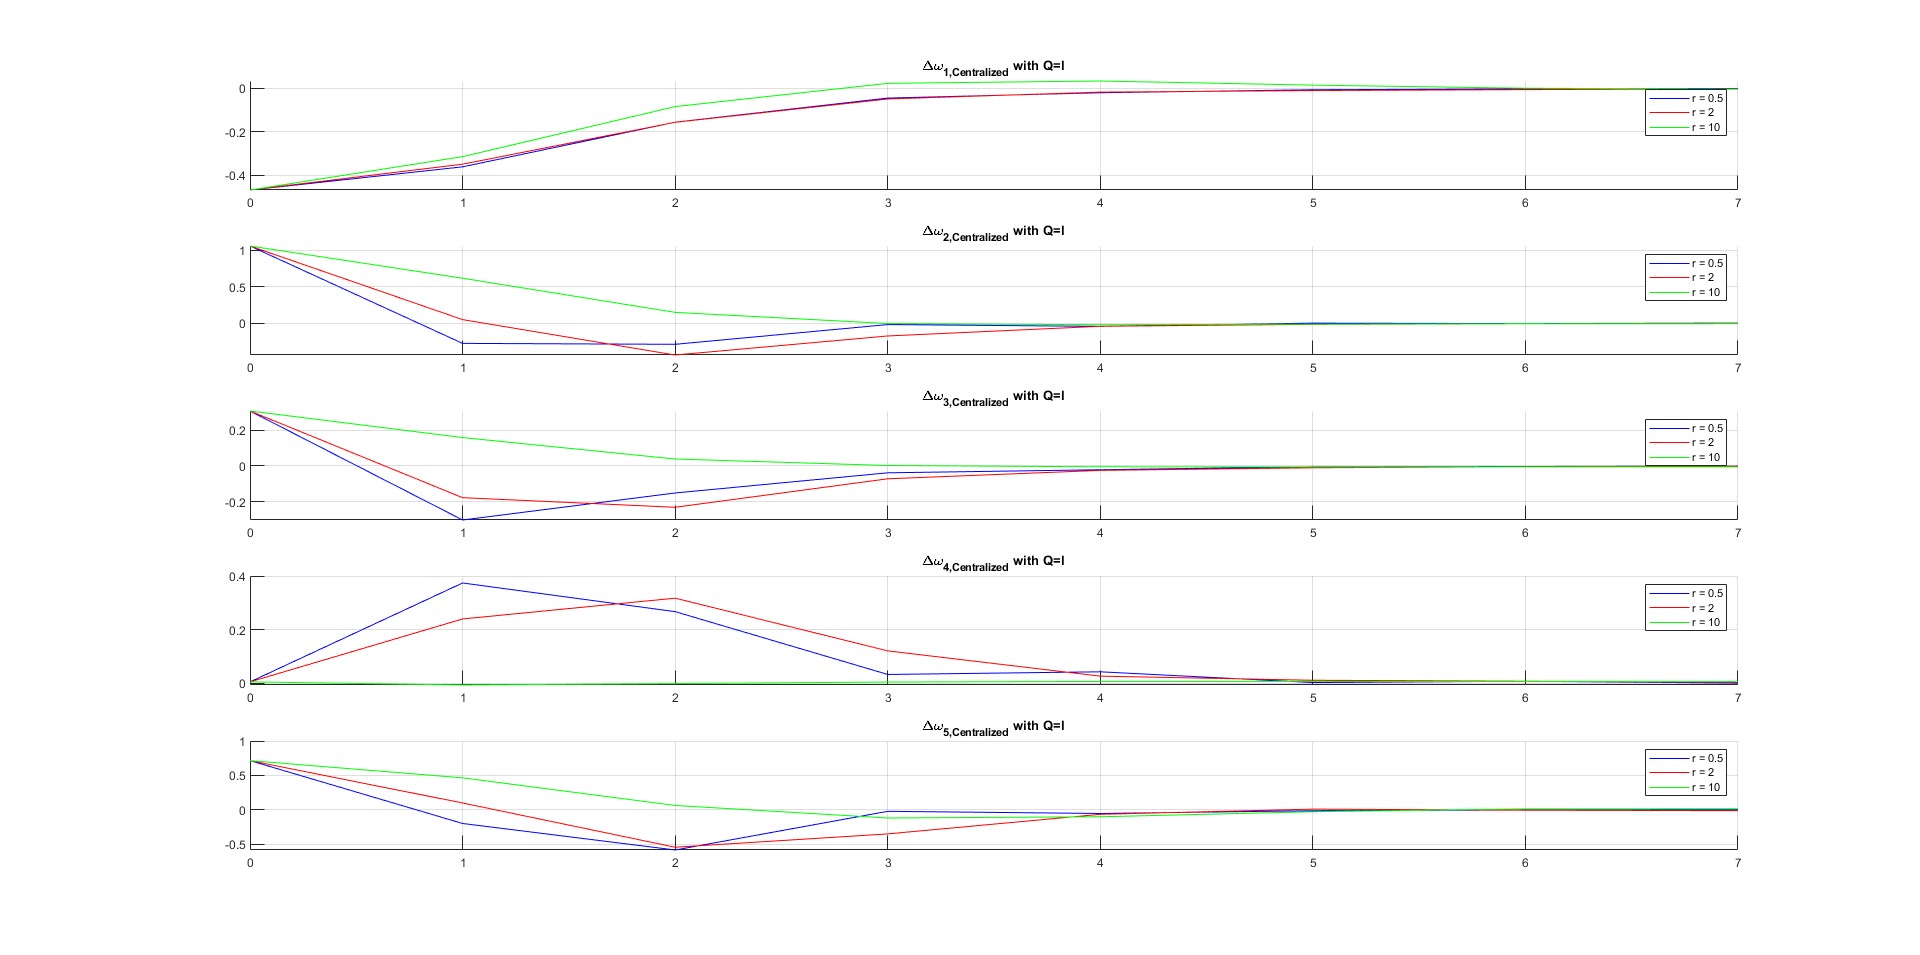 Δω1,Centralized with Q=I
0
-0.2
-0.4
r = 0.5
r = 2
r = 10
0 1 2 3 4 5 6 7
Δω2,Centralized with Q=I
1
0.5
0
r = 0.5
r = 2
r = 10
0 1 2 3 4 5 6 7
Δω3,Centralized with Q=I
0.2
0
-0.2
r = 0.5
r = 2
r = 10
0 1 2 3 4 5 6 7
Δω4,Centralized with Q=I
0.4
0.2
0
r = 0.5
r = 2
r = 10
0 1 2 3 4 5 6 7
Δω5,Centralized with Q=I
1
0.5
0
-0.5
r = 0.5
r = 2
r = 10
0 1 2 3 4 5 6 7